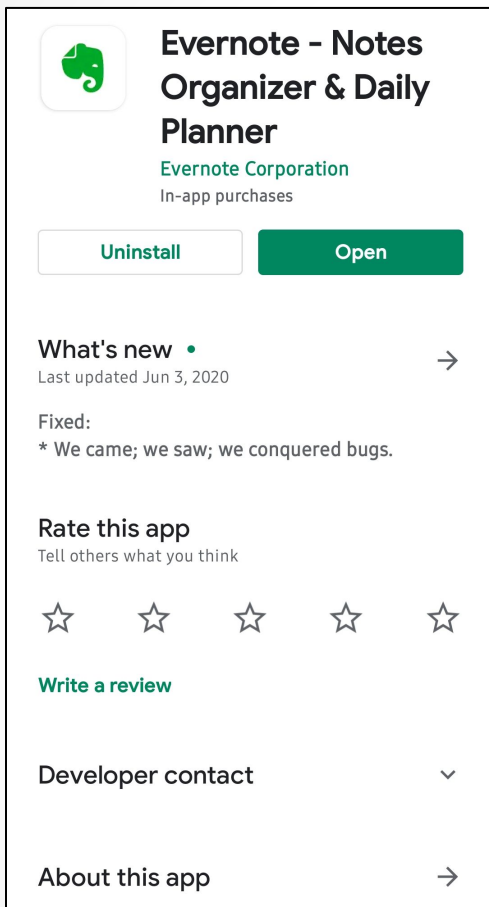 Evernote - Notes
Organizer & Daily
Planner
Evernote Corporation
In-app purchases
Uninstall
Open
What's new •
Last updated Jun 3, 2020
Fixed:
* We came; we saw; we conquered bugs.
Rate this app
Tell others what you think
Write a review
Developer contact
About this app